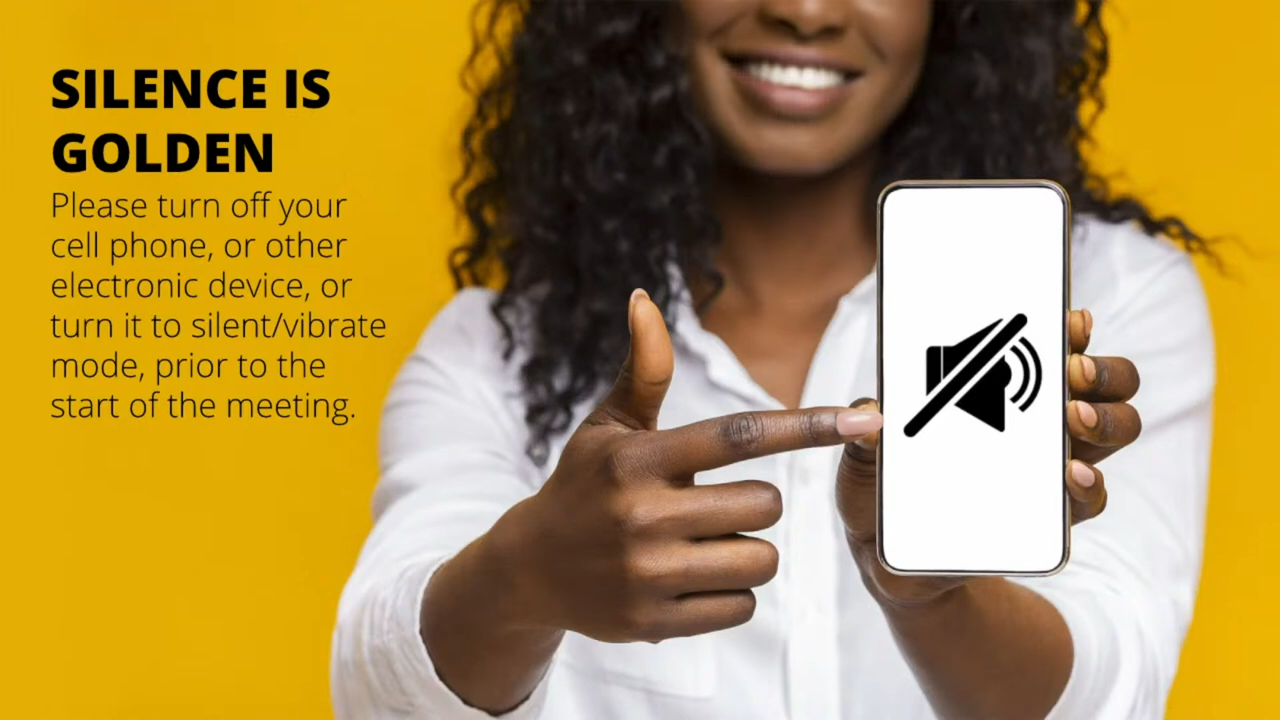 SILENCE IS
GOLDEN
Please turn off your
cell phone, or other
electronic device, or
turn it to silent/vibrate
mode, prior to the
start of the meeting.